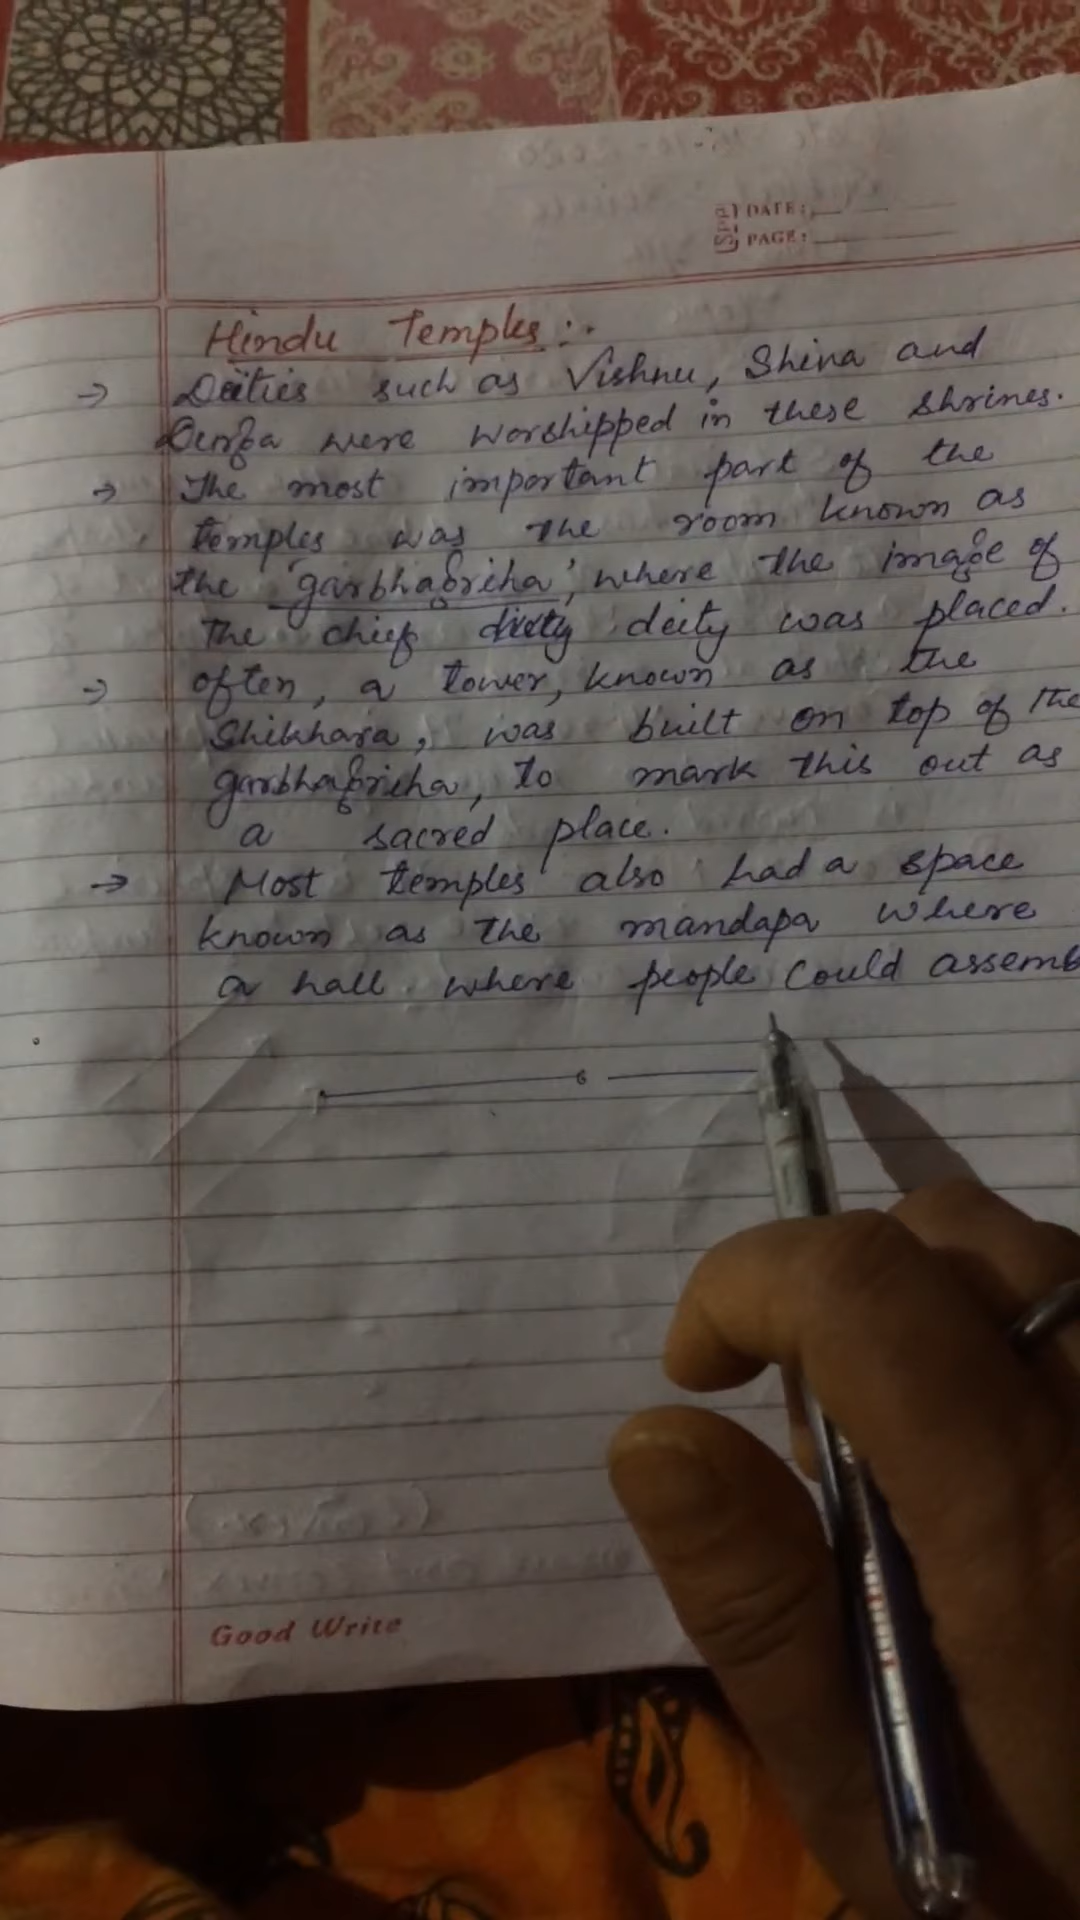 DATE:
PAGE:
Hindu Temples :-
→ Deities such as Vishnu, Shiva and
Durga were worshipped in these shrines.
→ The most important part of the
temples was the room known as
the 'garbhagriha', where the image of
The chief diety deity was placed.
→ often, a tower, known as the
Shikhara, was built on top of the
garbhagriha, to mark this out as
a sacred place.
→ Most temples also had a space
known as the mandapa where
a hall where people could assemb
Good Write